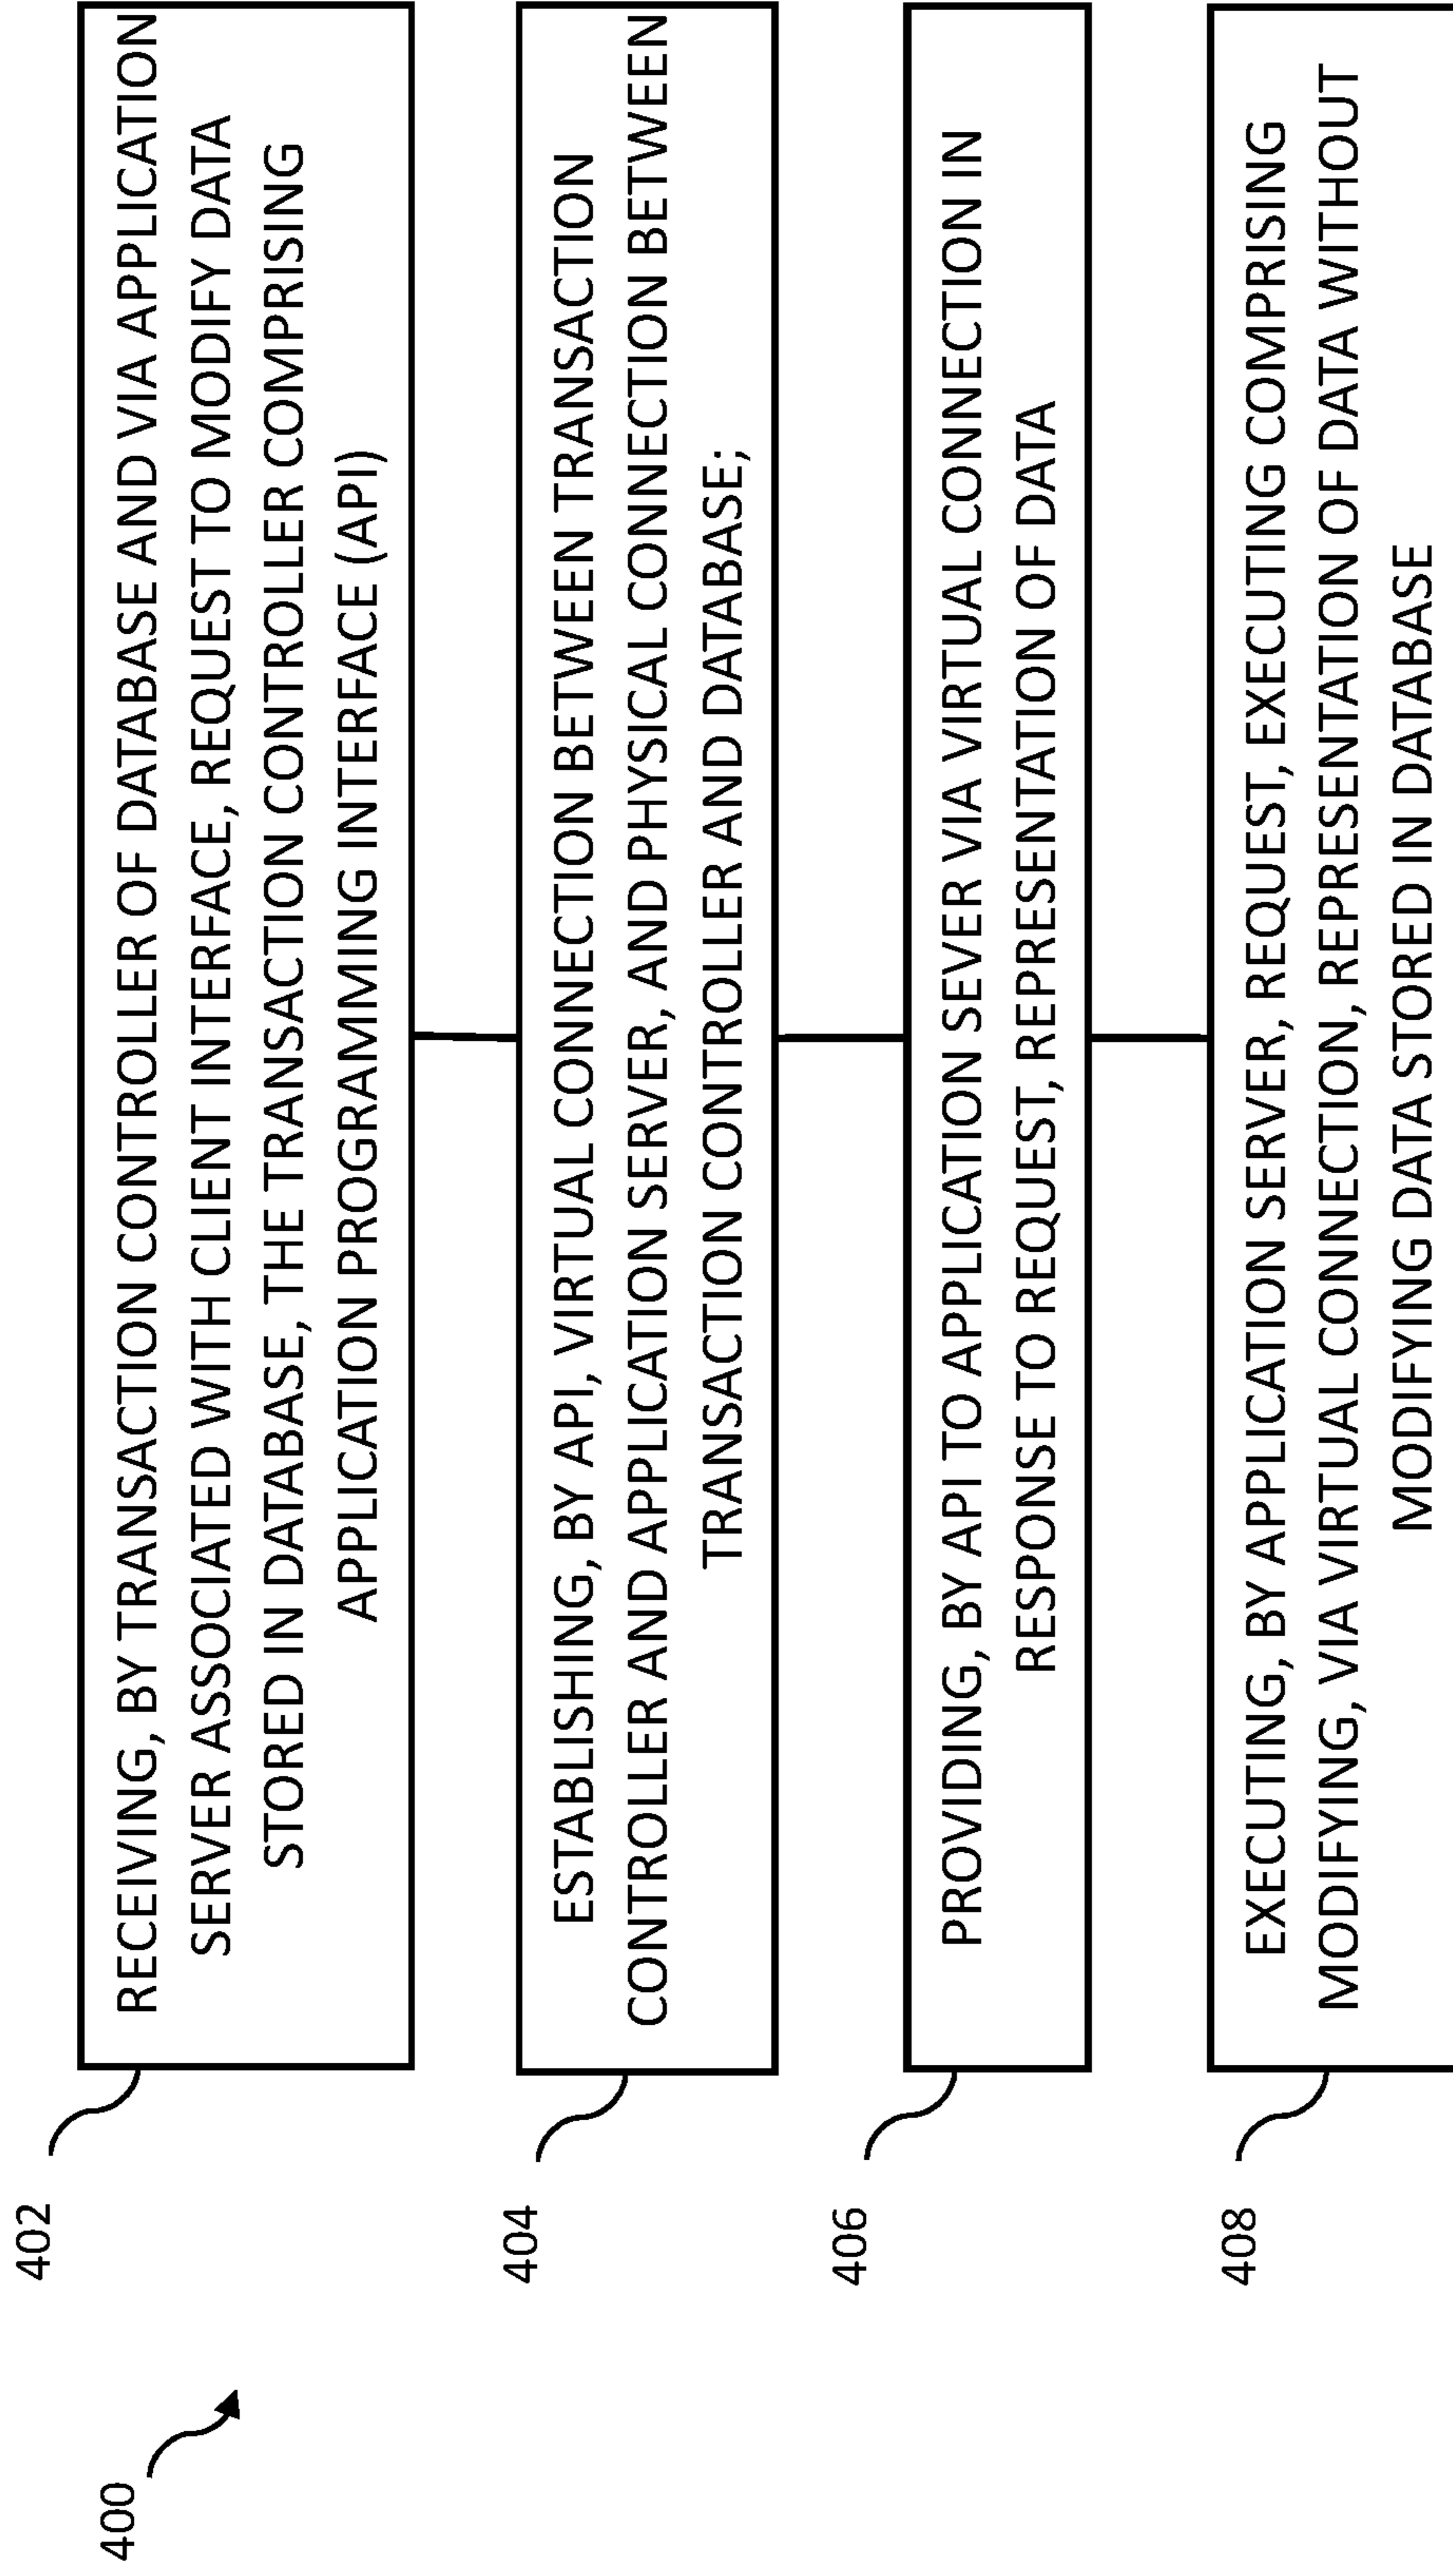 400
402
RECEIVING, BY TRANSACTION CONTROLLER OF DATABASE AND VIA APPLICATION
SERVER ASSOCIATED WITH CLIENT INTERFACE, REQUEST TO MODIFY DATA
STORED IN DATABASE, THE TRANSACTION CONTROLLER COMPRISING
APPLICATION PROGRAMMING INTERFACE (API)
404
ESTABLISHING, BY API, VIRTUAL CONNECTION BETWEEN TRANSACTION
CONTROLLER AND APPLICATION SERVER, AND PHYSICAL CONNECTION BETWEEN
TRANSACTION CONTROLLER AND DATABASE;
406
PROVIDING, BY API TO APPLICATION SEVER VIA VIRTUAL CONNECTION IN
RESPONSE TO REQUEST, REPRESENTATION OF DATA
408
EXECUTING, BY APPLICATION SERVER, REQUEST, EXECUTING COMPRISING
MODIFYING, VIA VIRTUAL CONNECTION, REPRESENTATION OF DATA WITHOUT
MODIFYING DATA STORED IN DATABASE